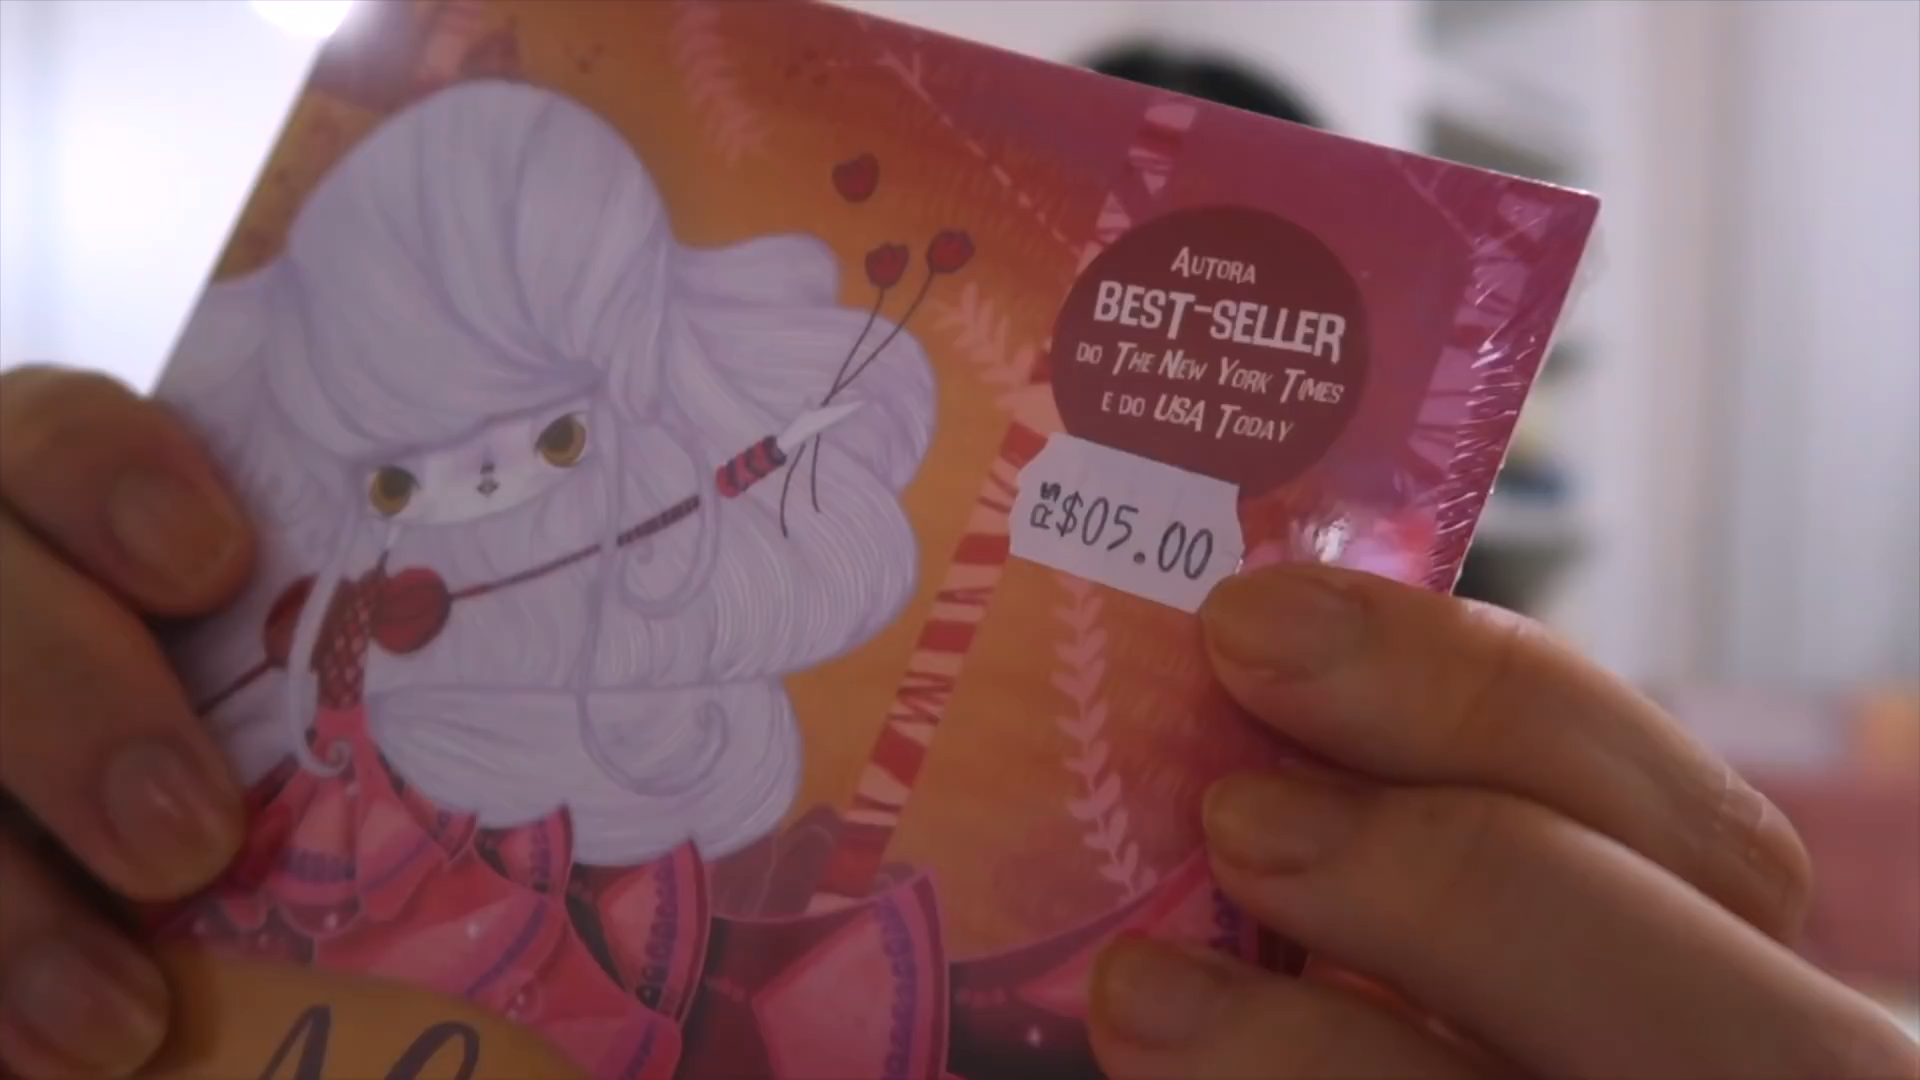 AUTORA
BEST-SELLER
DO THE NEW YORK TIMES
E DO USA TODAY
R$ $05.00